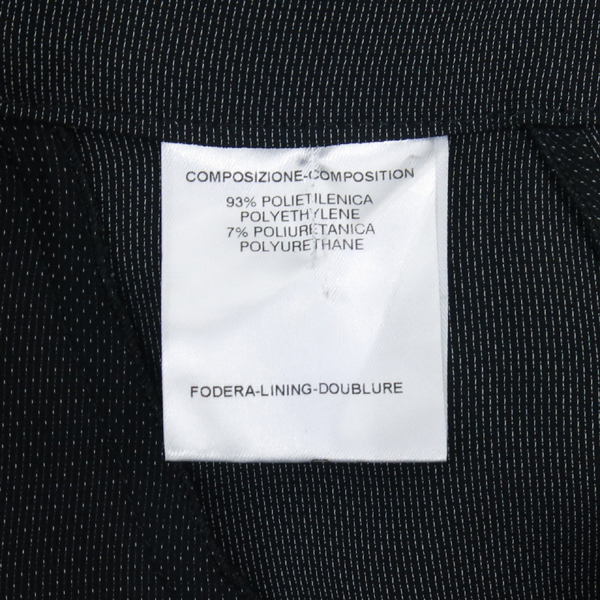 COMPOSIZIONE-COMPOSITION
93% POLIETILENICA
POLYETHYLENE
7% POLIURETANICA
POLYURETHANE
FODERA-LINING-DOUBLURE